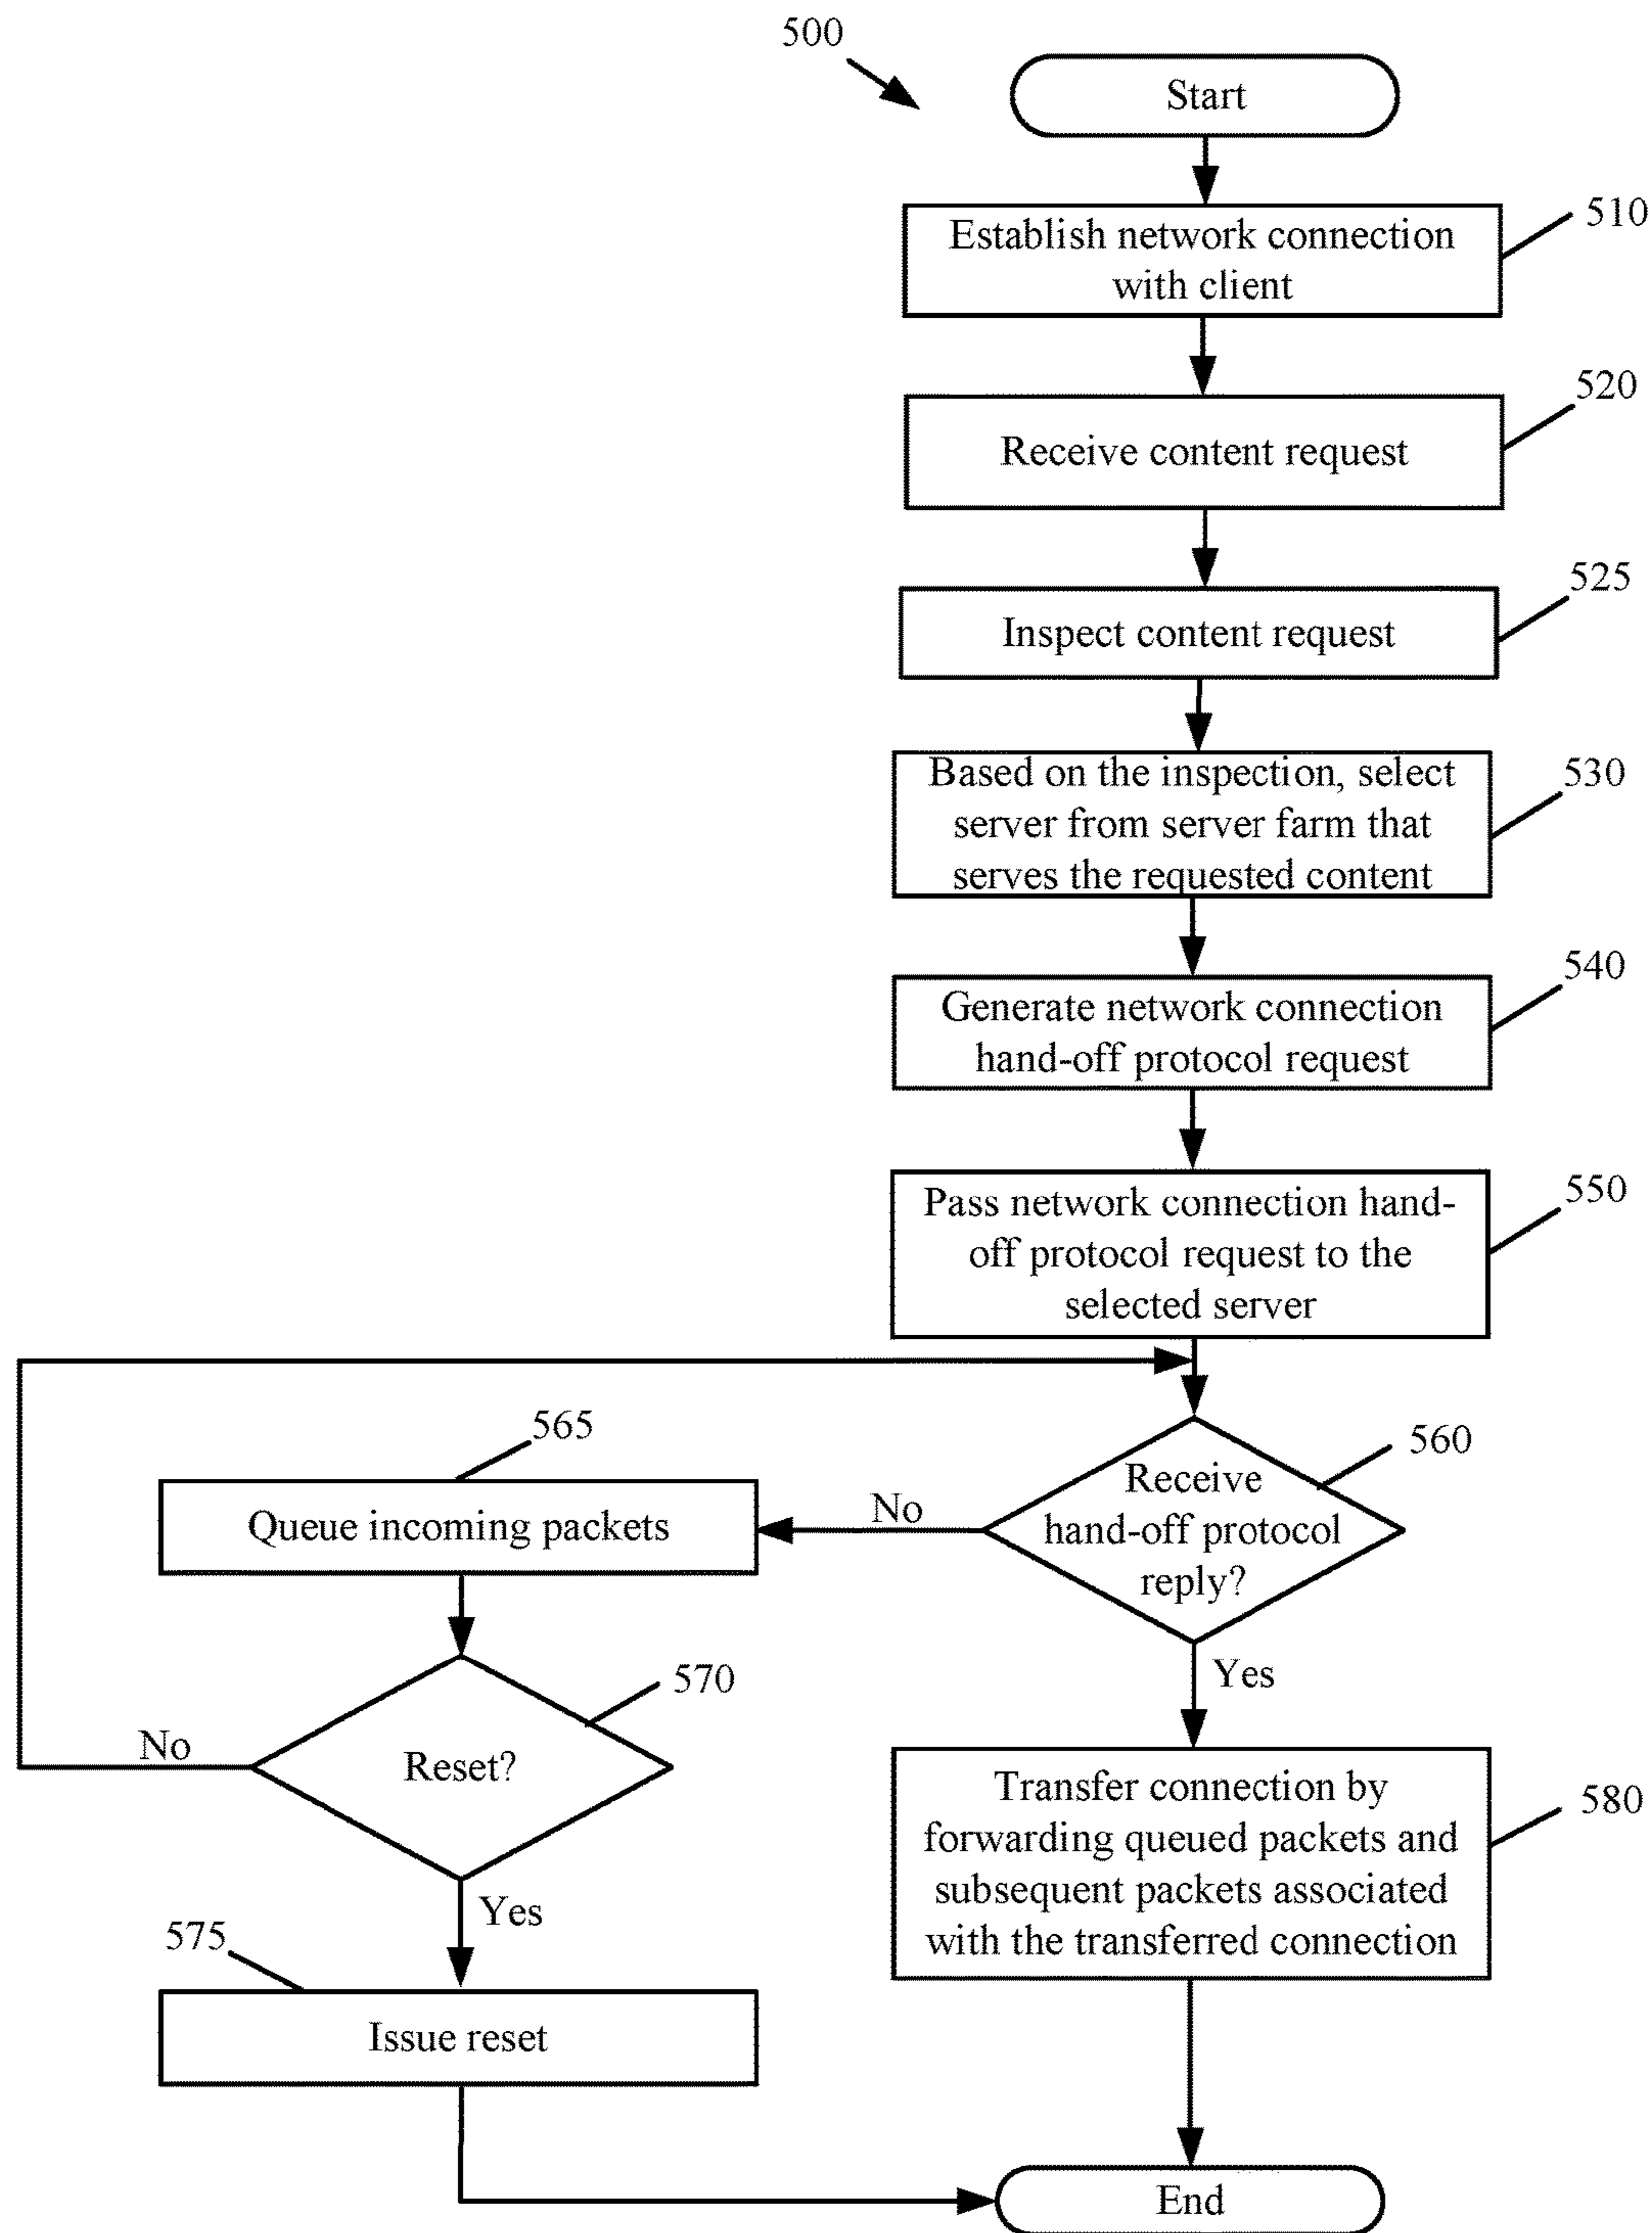 500
Start
Establish network connection
with client
510
Receive content request
520
Inspect content request
525
Based on the inspection, select
server from server farm that
serves the requested content
530
Generate network connection
hand-off protocol request
540
Pass network connection hand-
off protocol request to the
selected server
550
Receive
hand-off protocol
reply?
560
No
Yes
565
Queue incoming packets
Reset?
570
No
Yes
575
Issue reset
Transfer connection by
forwarding queued packets and
subsequent packets associated
with the transferred connection
580
End